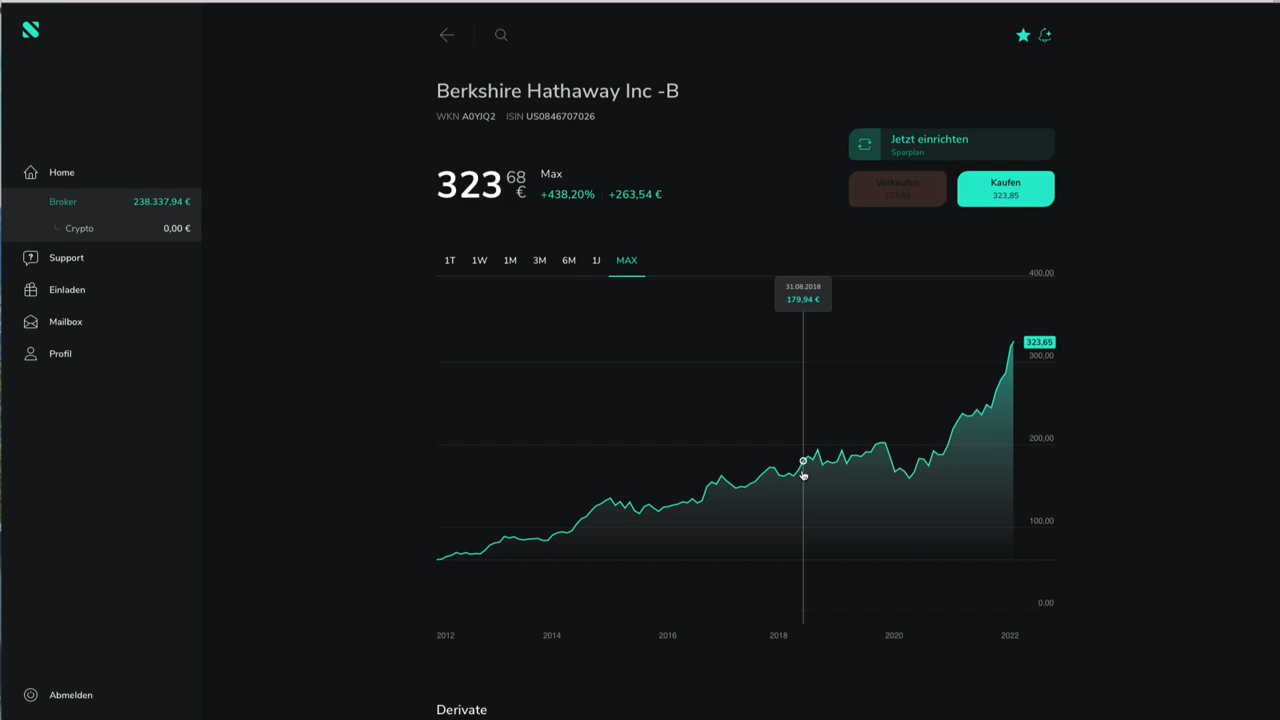 Berkshire Hathaway Inc -B
WKN A0YJQ2 ISIN US0846707026
Jetzt einrichten
Sparplan
323 68 €
Max
+438,20% +263,54 €
Verkaufen
Kaufen
323,85
Home
Broker 238.337,94 €
Crypto 0,00 €
Support
Einladen
Mailbox
Profil
Abmelden
1T 1W 1M 3M 6M 1J MAX
400,00
31.08.2018
179,94 €
323,65
300,00
200,00
100,00
0,00
2012 2014 2016 2018 2020 2022
Derivate